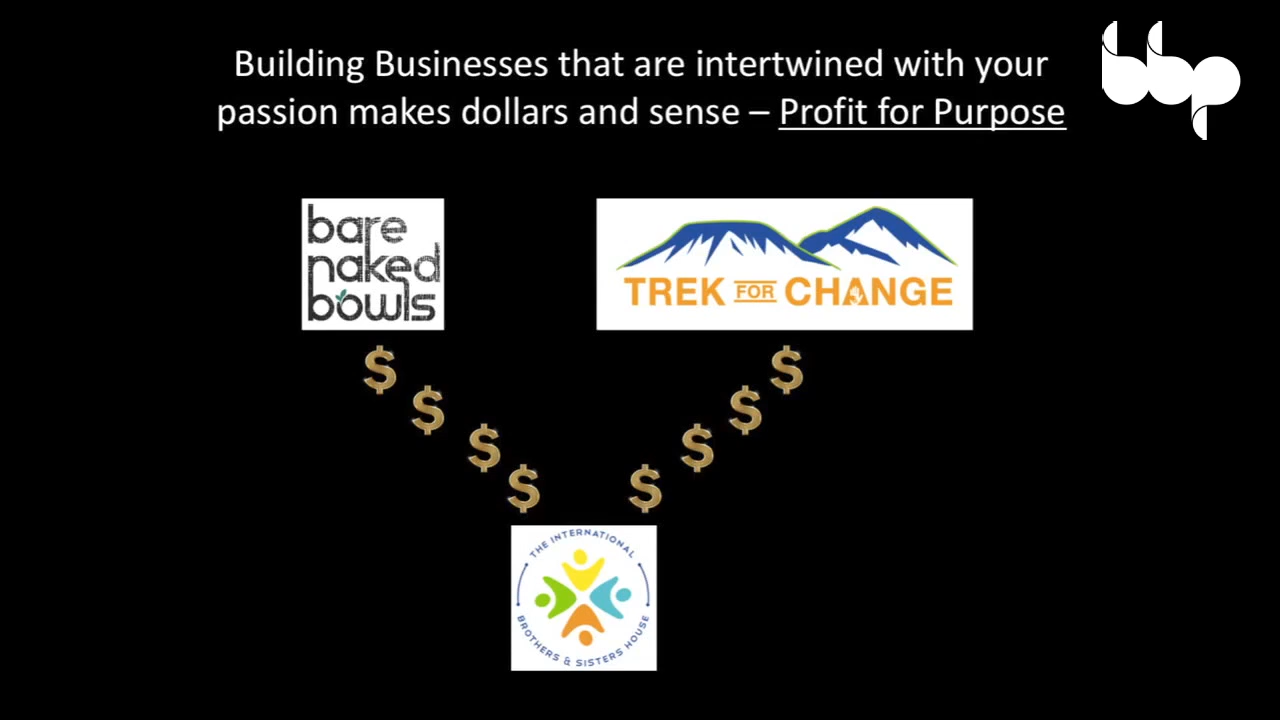 Building Businesses that are intertwined with your
passion makes dollars and sense – Profit for Purpose
bbp
bare
naked
bowls
TREK FOR CHANGE
$ $
$ $
$ $
$ $
THE INTERNATIONAL
BROTHERS & SISTERS HOUSE